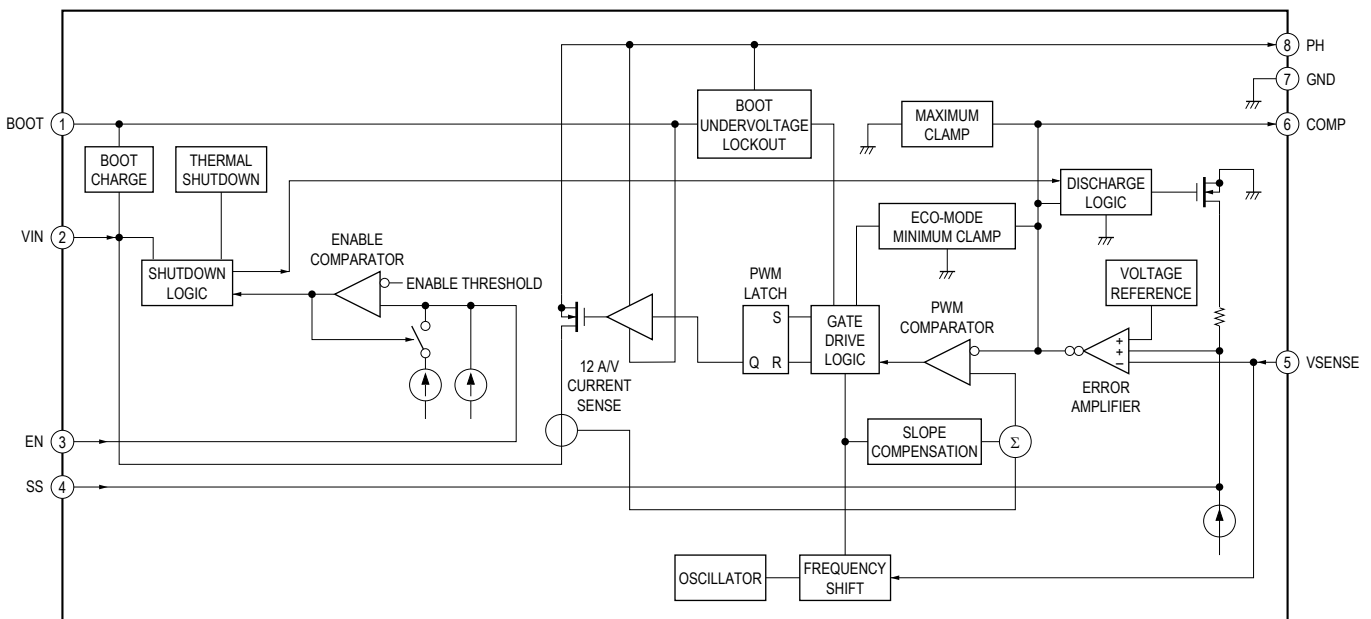 8 PH
7 GND
BOOT 1
BOOT
UNDERVOLTAGE
LOCKOUT
MAXIMUM
CLAMP
6 COMP
BOOT
CHARGE
THERMAL
SHUTDOWN
DISCHARGE
LOGIC
VIN 2
ECO-MODE
MINIMUM CLAMP
ENABLE
COMPARATOR
SHUTDOWN
LOGIC
ENABLE THRESHOLD
VOLTAGE
REFERENCE
PWM
LATCH
S
Q R
GATE
DRIVE
LOGIC
PWM
COMPARATOR
+
+
−
ERROR
AMPLIFIER
5 VSENSE
12 A/V
CURRENT
SENSE
EN 3
SLOPE
COMPENSATION
Σ
SS 4
OSCILLATOR
FREQUENCY
SHIFT